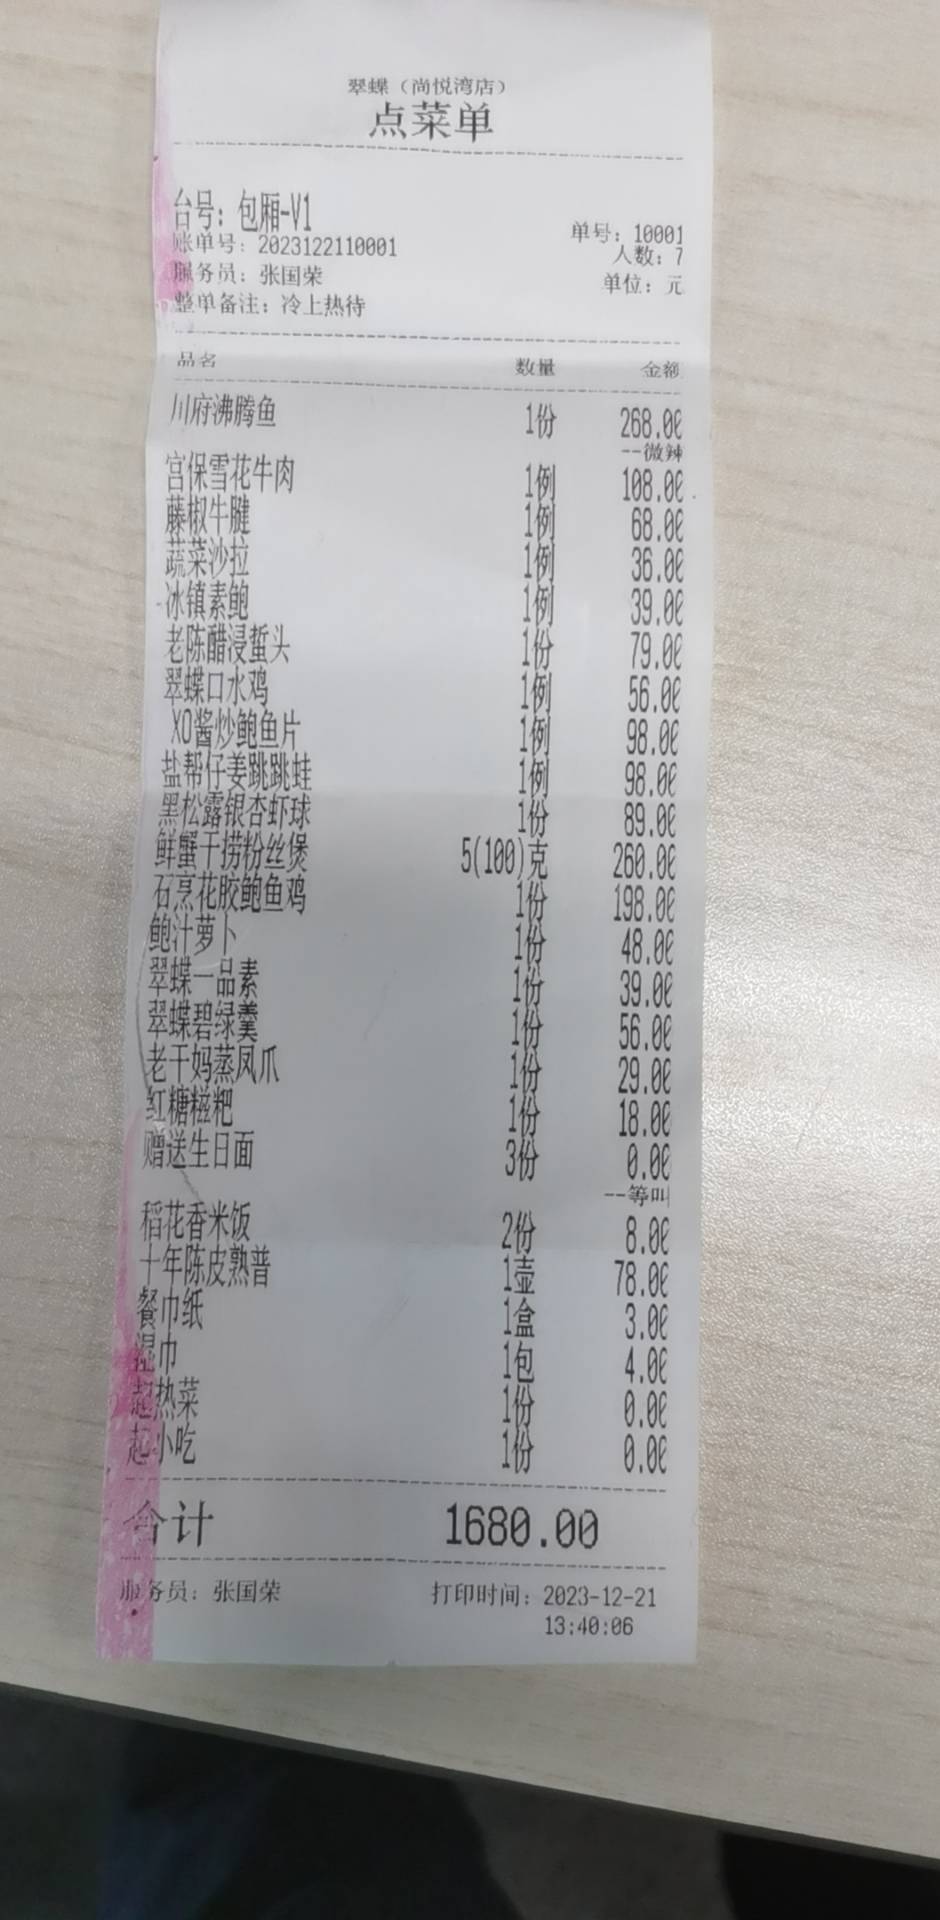 翠蝶（尚悦湾店）
点菜单
台号：包厢-V1
单号：10001
账单号：2023122110001
人数：7
服务员：张国荣
单位：元
整单备注：冷上热待
品名 数量 金额
川府沸腾鱼 1份 268.00
--微辣
宫保雪花牛肉 1例 108.00
藤椒牛腱 1例 68.00
蔬菜沙拉 1例 36.00
冰镇素鲍 1例 39.00
老陈醋浸蜇头 1份 79.00
翠蝶口水鸡 1例 56.00
XO酱炒鲍鱼片 1例 98.00
盐帮仔姜跳跳蛙 1例 98.00
黑松露银杏虾球 1份 89.00
鲜蟹干捞粉丝煲 5(100)克 260.00
石烹花胶鲍鱼鸡 1份 198.00
鲍汁萝卜 1份 48.00
翠蝶一品素 1份 39.00
翠蝶碧绿羹 1份 56.00
老干妈蒸凤爪 1份 29.00
红糖糍粑 1份 18.00
赠送生日面 3份 0.00
--等叫
稻花香米饭 2份 8.00
十年陈皮熟普 1壶 78.00
餐巾纸 1盒 3.00
湿巾 1包 4.00
起热菜 1份 0.00
起小吃 1份 0.00
合计 1680.00
服务员：张国荣 打印时间：2023-12-21
13:40:06